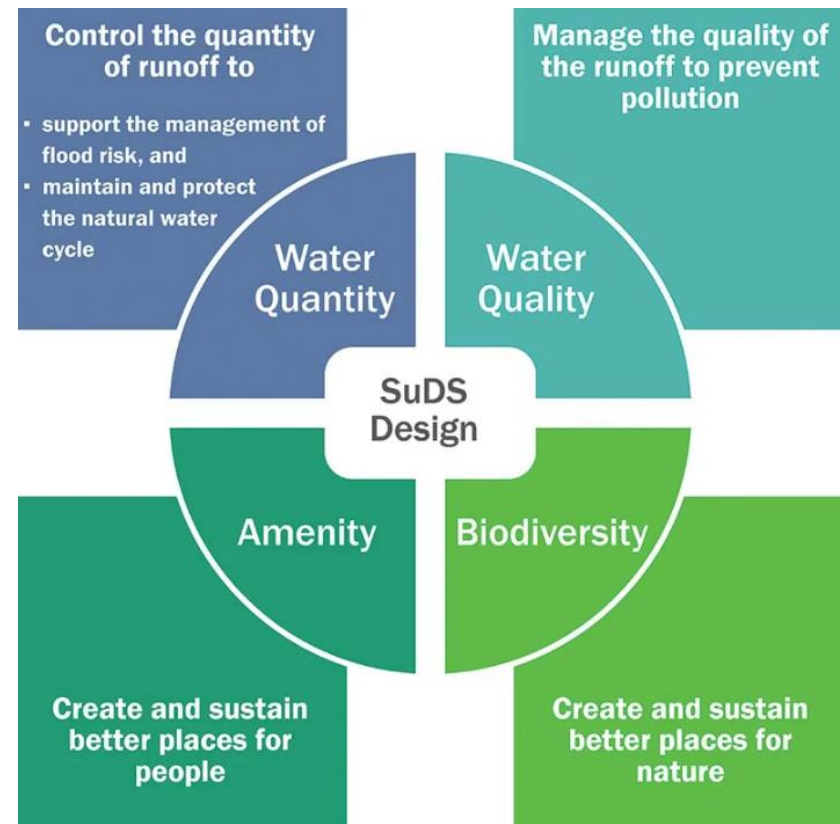 Control the quantity
of runoff to
▪ support the management of
flood risk, and
▪ maintain and protect
the natural water
cycle
Manage the quality of
the runoff to prevent
pollution
Water
Quantity
Water
Quality
SuDS
Design
Amenity
Biodiversity
Create and sustain
better places for
people
Create and sustain
better places for
nature